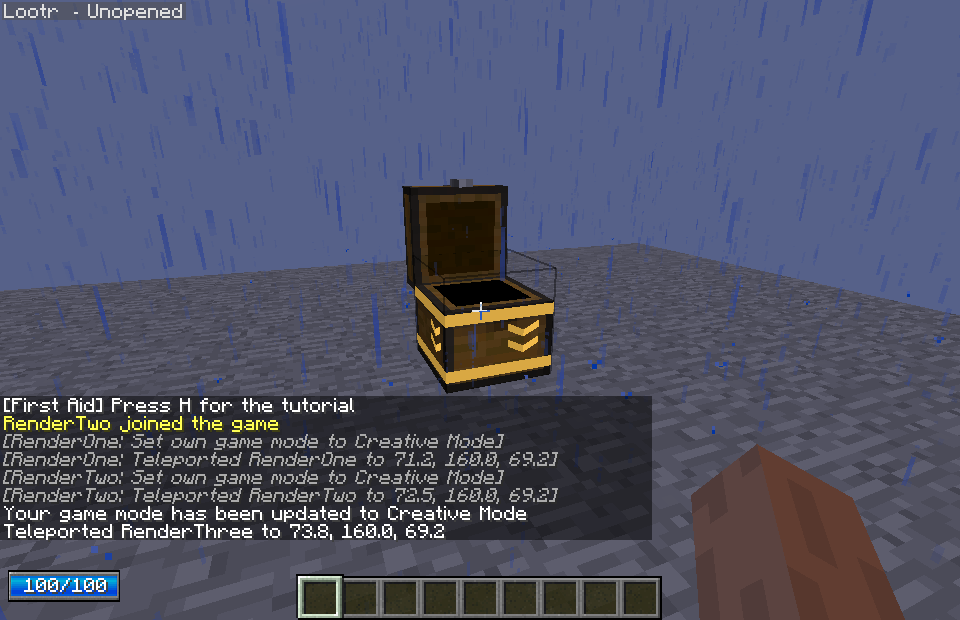 Lootr - Unopened
[First Aid] Press H for the tutorial
RenderTwo joined the game
[RenderOne: Set own game mode to Creative Mode]
[RenderOne: Teleported RenderOne to 71.2, 160.0, 69.2]
[RenderTwo: Set own game mode to Creative Mode]
[RenderTwo: Teleported RenderTwo to 72.5, 160.0, 69.2]
Your game mode has been updated to Creative Mode
Teleported RenderThree to 73.8, 160.0, 69.2
100/100